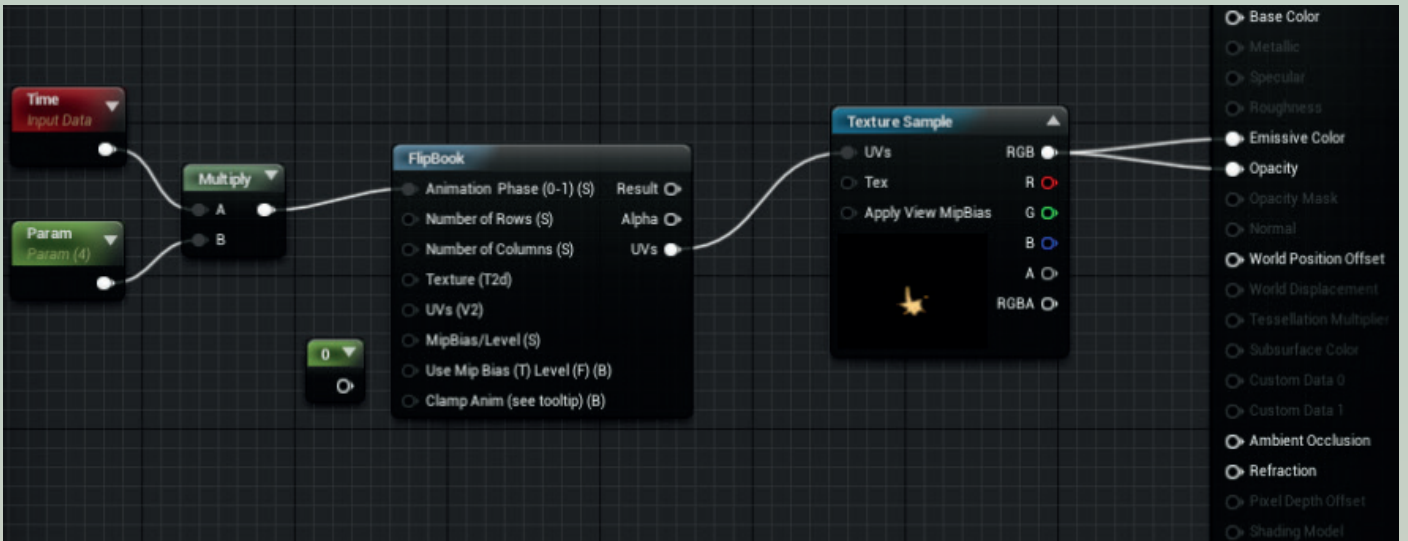 Time
Input Data
Param
Param (4)
Multiply
A
B
0
FlipBook
Animation Phase (0-1) (S)
Result
Number of Rows (S)
Alpha
Number of Columns (S)
UVs
Texture (T2d)
UVs (V2)
MipBias/Level (S)
Use Mip Bias (T) Level (F) (B)
Clamp Anim (see tooltip) (B)
Texture Sample
UVs
RGB
Tex
R
Apply View MipBias
G
B
A
RGBA
Base Color
Metallic
Specular
Roughness
Emissive Color
Opacity
Opacity Mask
Normal
World Position Offset
World Displacement
Tessellation Multiplier
Subsurface Color
Custom Data 0
Custom Data 1
Ambient Occlusion
Refraction
Pixel Depth Offset
Shading Model